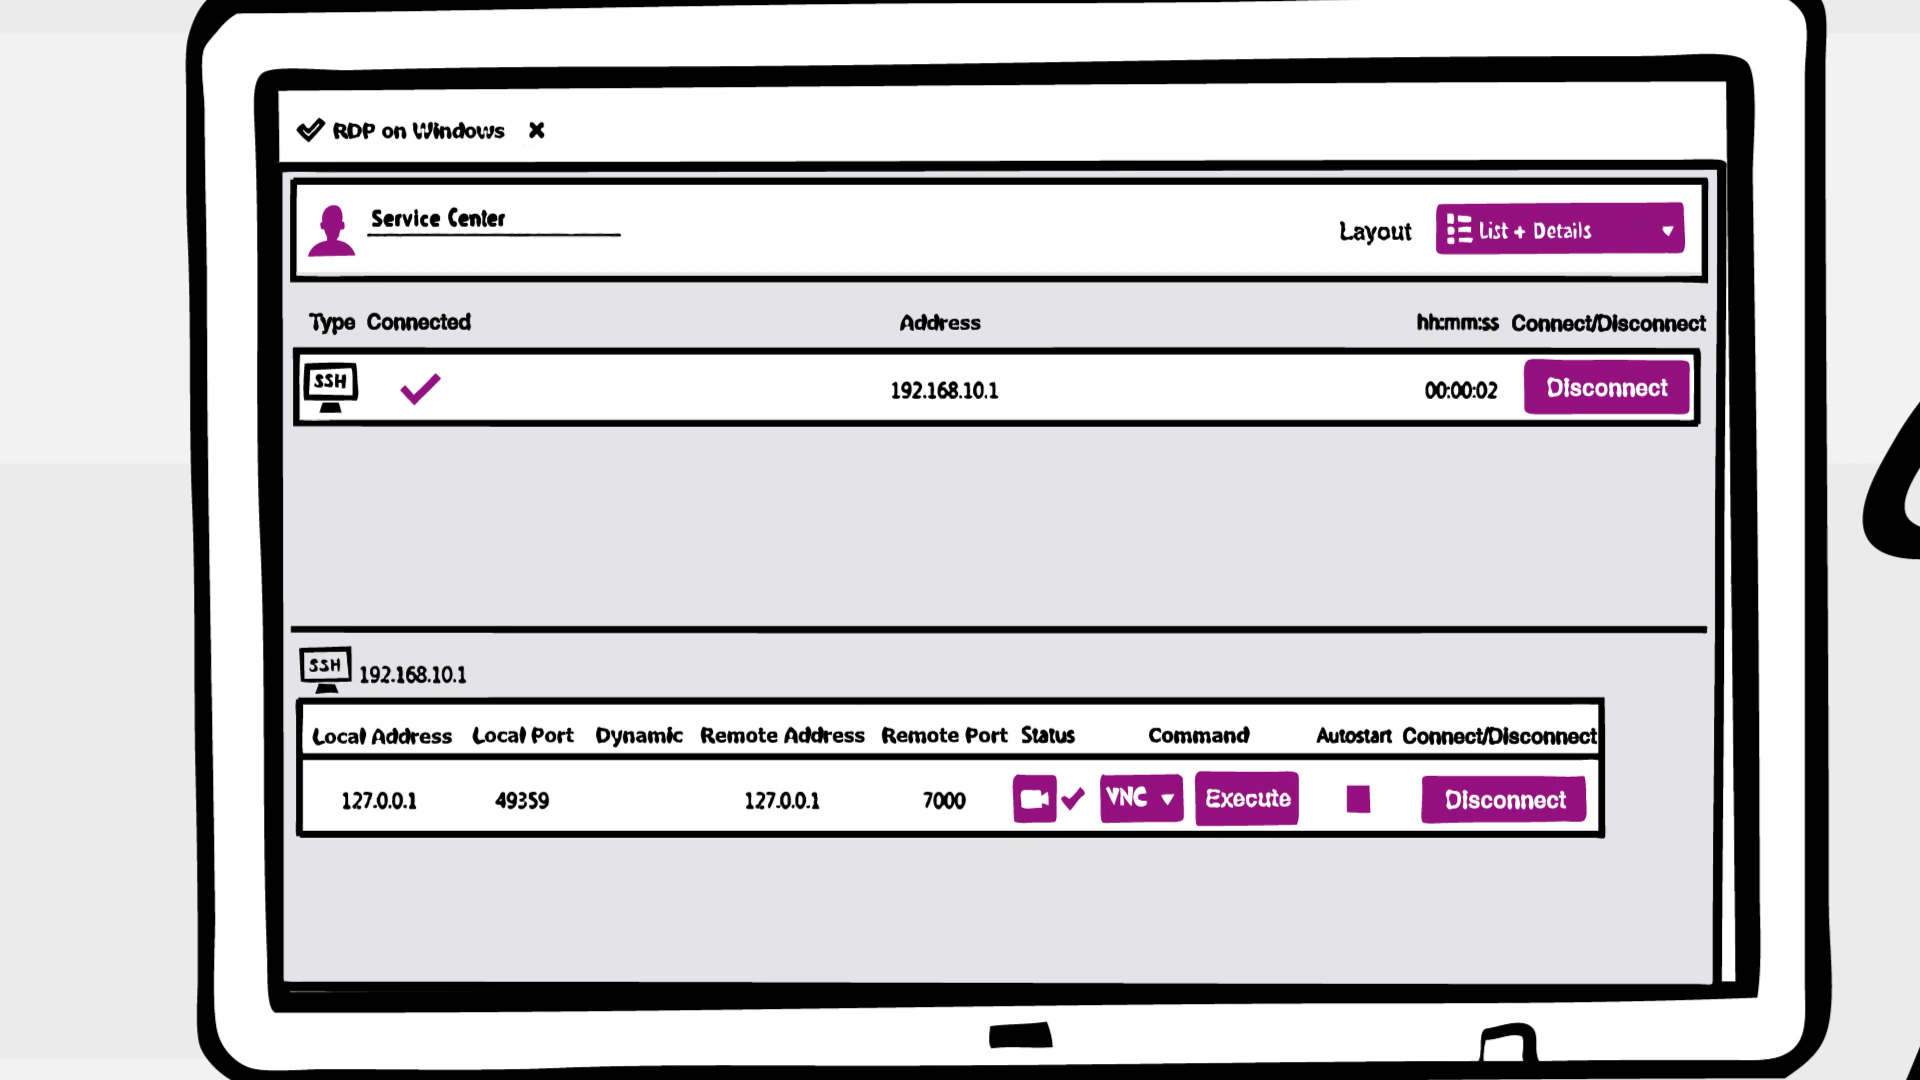 RDP on Windows
Service Center
Layout List + Details
Type Connected Address hh:mm:ss Connect/Disconnect
SSH 192.168.10.1 00:00:02 Disconnect
SSH 192.168.10.1
Local Address Local Port Dynamic Remote Address Remote Port Status Command Autostart Connect/Disconnect
127.0.0.1 49359 127.0.0.1 7000 VNC Execute Disconnect